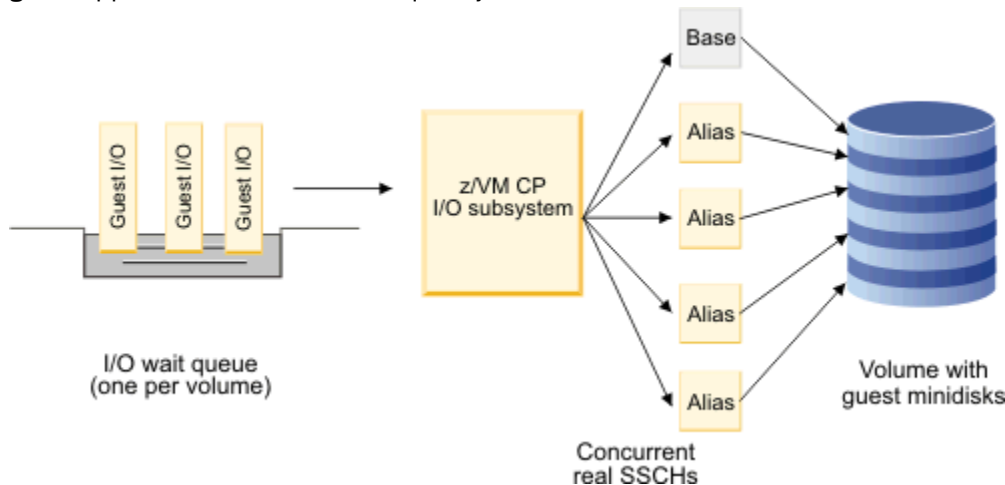 Guest I/O
Guest I/O
Guest I/O
I/O wait queue
(one per volume)
z/VM CP
I/O subsystem
Base
Alias
Alias
Alias
Alias
Concurrent
real SSCHs
Volume with
guest minidisks